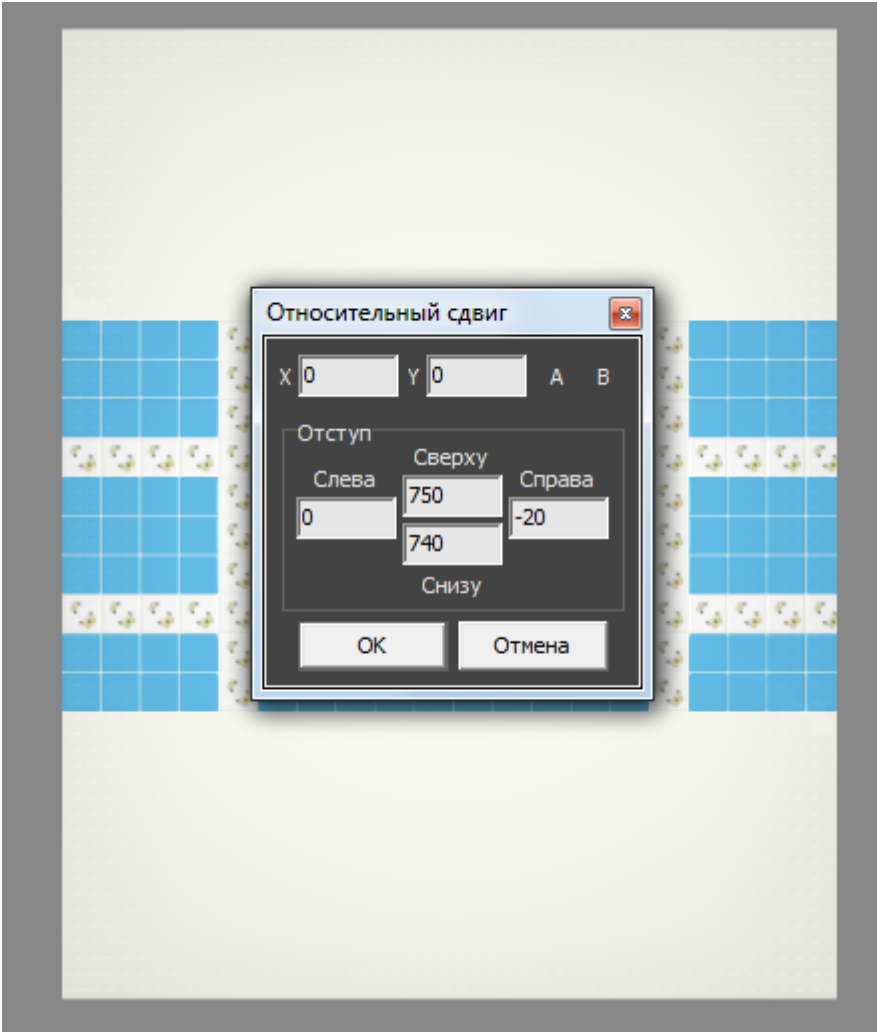 Относительный сдвиг
X 0 Y 0 A B
Отступ
Сверху
Слева 750 Справа
0 -20
740
Снизу
OK Отмена